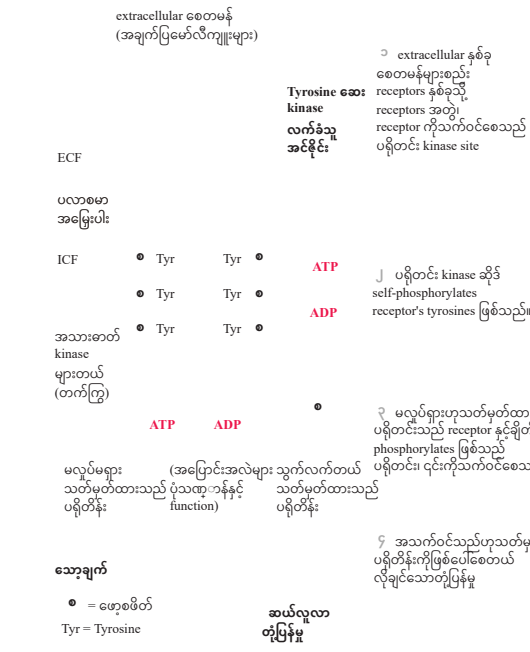 extracellular စေတမန်
(အချက်ပြမော်လီကျူးများ)
၁ extracellular နှစ်ခု
စေတမန်များစည်း
receptors နှစ်ခုသို့
receptors အတွဲ၊
receptor ကိုသက်ဝင်စေသည်
ပရိုတင်း kinase site
Tyrosine ဆေး
kinase
လက်ခံသူ
အင်ဇိုင်း
ECF
ပလာစမာ
အမြှေးပါး
ICF
စ Tyr Tyr စ
ATP
စ Tyr Tyr စ
ADP
စ Tyr Tyr စ
၂ ပရိုတင်း kinase ဆိုဒ်
self-phosphorylates
receptor's tyrosines ဖြစ်သည်။
အသားဓာတ်
kinase
များတယ်
(တက်ကြွ)
စ
ATP ADP
၃ မလှုပ်ရှားဟုသတ်မှတ်ထာ
ပရိုတင်းသည် receptor နှင့်ချိတ်
phosphorylates ဖြစ်သည်
ပရိုတင်း၊ ၎င်းကိုသက်ဝင်စေသ
မလှုပ်မရှား
သတ်မှတ်ထားသည်
ပရိုတိန်း
(အပြောင်းအလဲများ
ပုံသဏ္ဌာန်နှင့်
function)
သွက်လက်တယ်
သတ်မှတ်ထားသည်
ပရိုတိန်း
၄ အသက်ဝင်သည်ဟုသတ်မှ
ပရိုတိန်းကိုဖြစ်ပေါ်စေတယ်
လိုချင်သောတုံ့ပြန်မှု
သော့ချက်
စ = ဖော့စဖိတ်
Tyr = Tyrosine
ဆယ်လူလာ
တုံ့ပြန်မှု